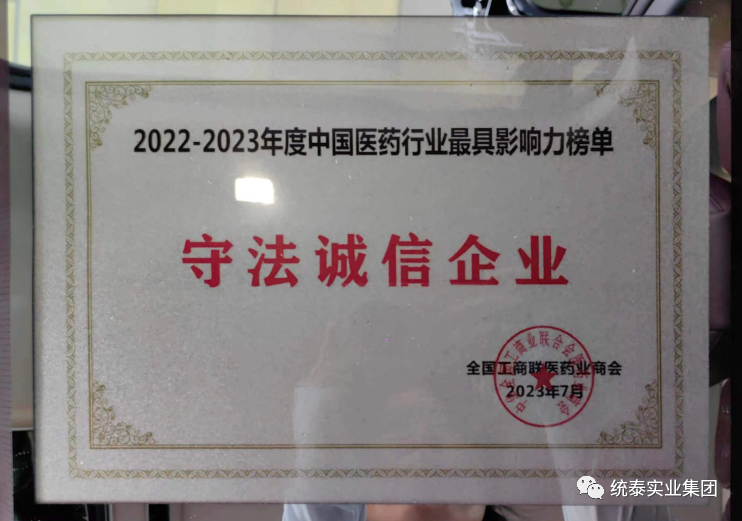 2022-2023年度中国医药行业最具影响力榜单
守法诚信企业
全国工商联医药业商会
2023年7月
统泰实业集团